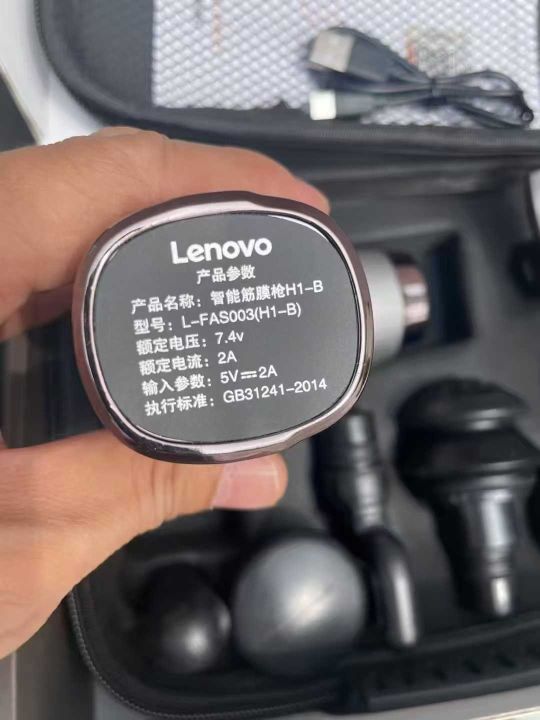 Lenovo
产品参数
产品名称：智能筋膜枪H1-B
型号：L-FAS003(H1-B)
额定电压：7.4v
额定电流：2A
输入参数：5V⎓2A
执行标准：GB31241-2014